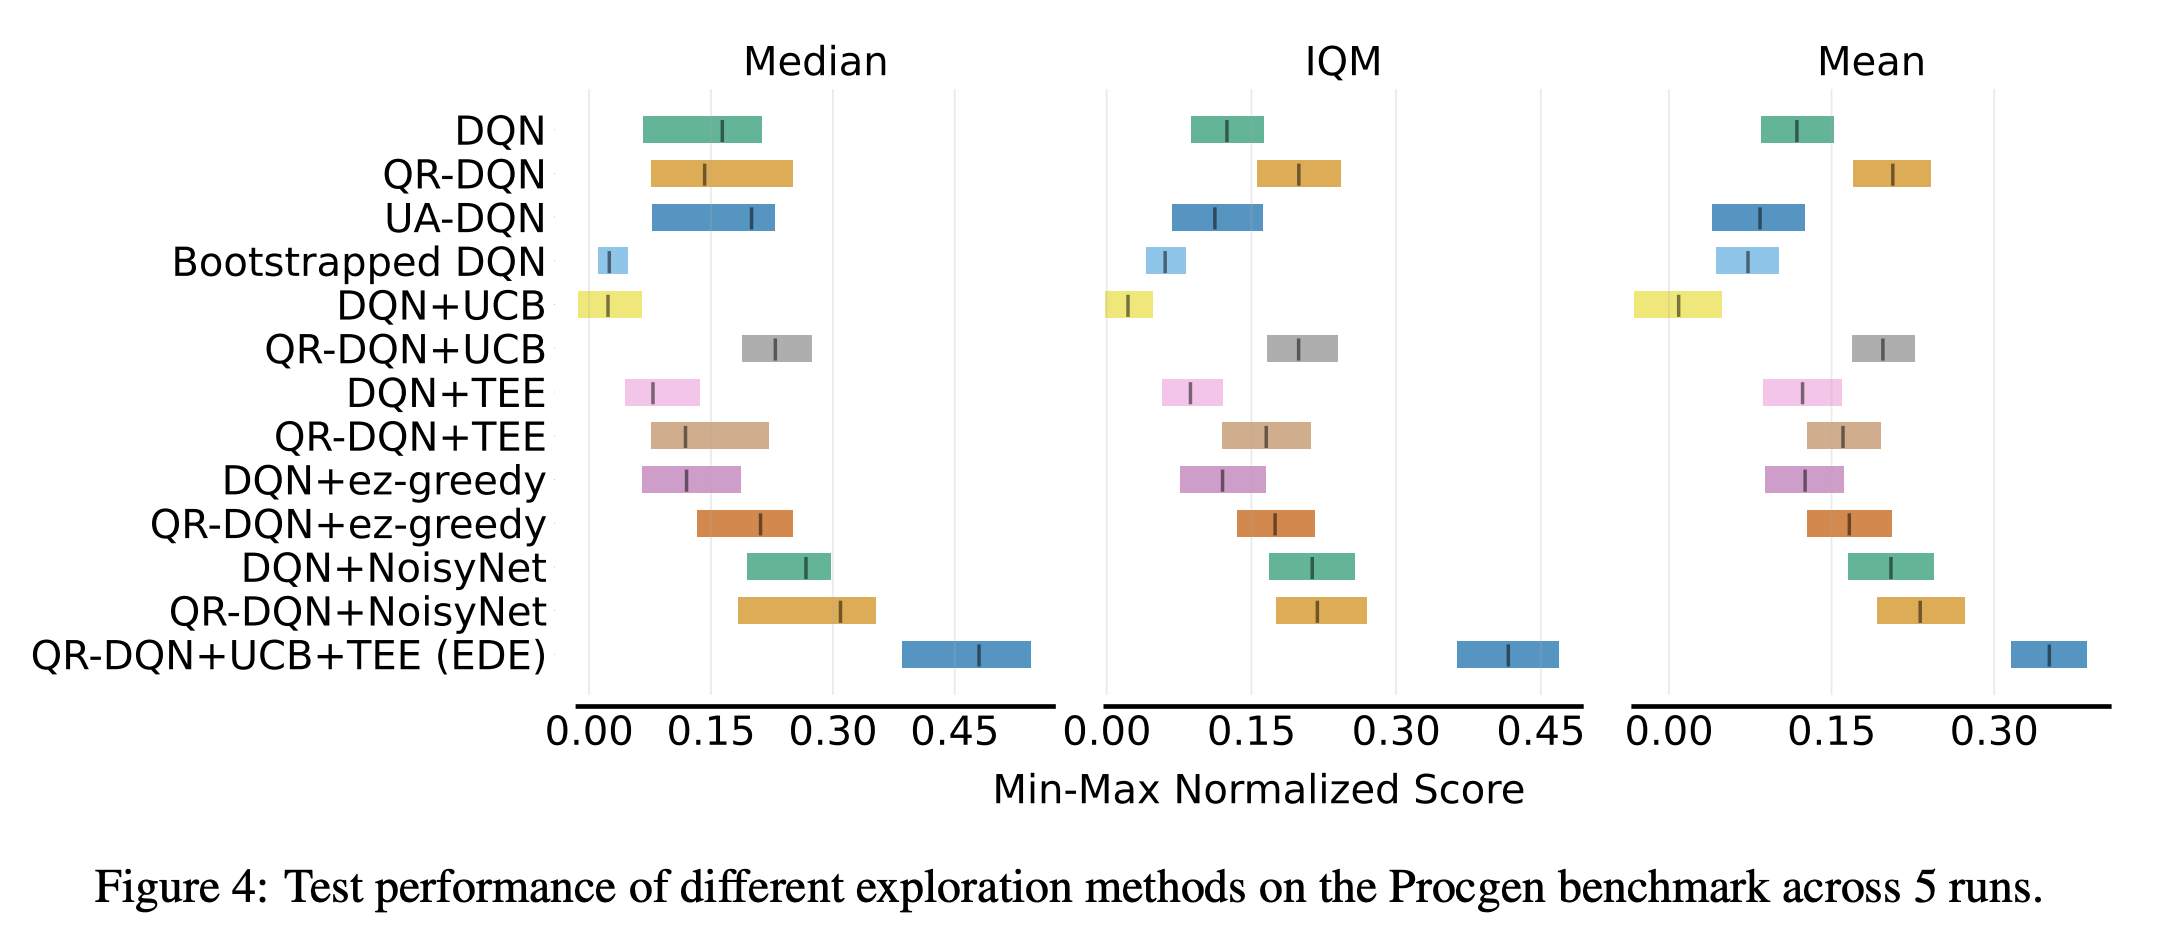 Median IQM Mean
DQN
QR-DQN
UA-DQN
Bootstrapped DQN
DQN+UCB
QR-DQN+UCB
DQN+TEE
QR-DQN+TEE
DQN+ez-greedy
QR-DQN+ez-greedy
DQN+NoisyNet
QR-DQN+NoisyNet
QR-DQN+UCB+TEE (EDE)
0.00 0.15 0.30 0.45 0.00 0.15 0.30 0.45 0.00 0.15 0.30
Min-Max Normalized Score
Figure 4: Test performance of different exploration methods on the Procgen benchmark across 5 runs.